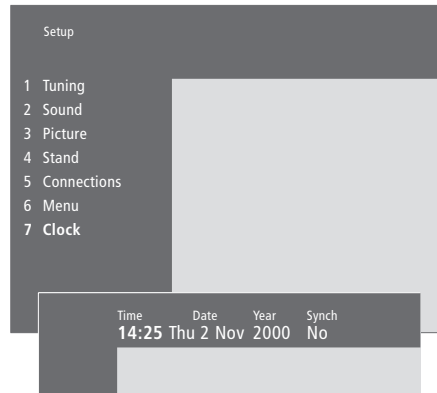 Setup
1 Tuning
2 Sound
3 Picture
4 Stand
5 Connections
6 Menu
7 Clock
Time Date Year Synch
14:25 Thu 2 Nov 2000 No